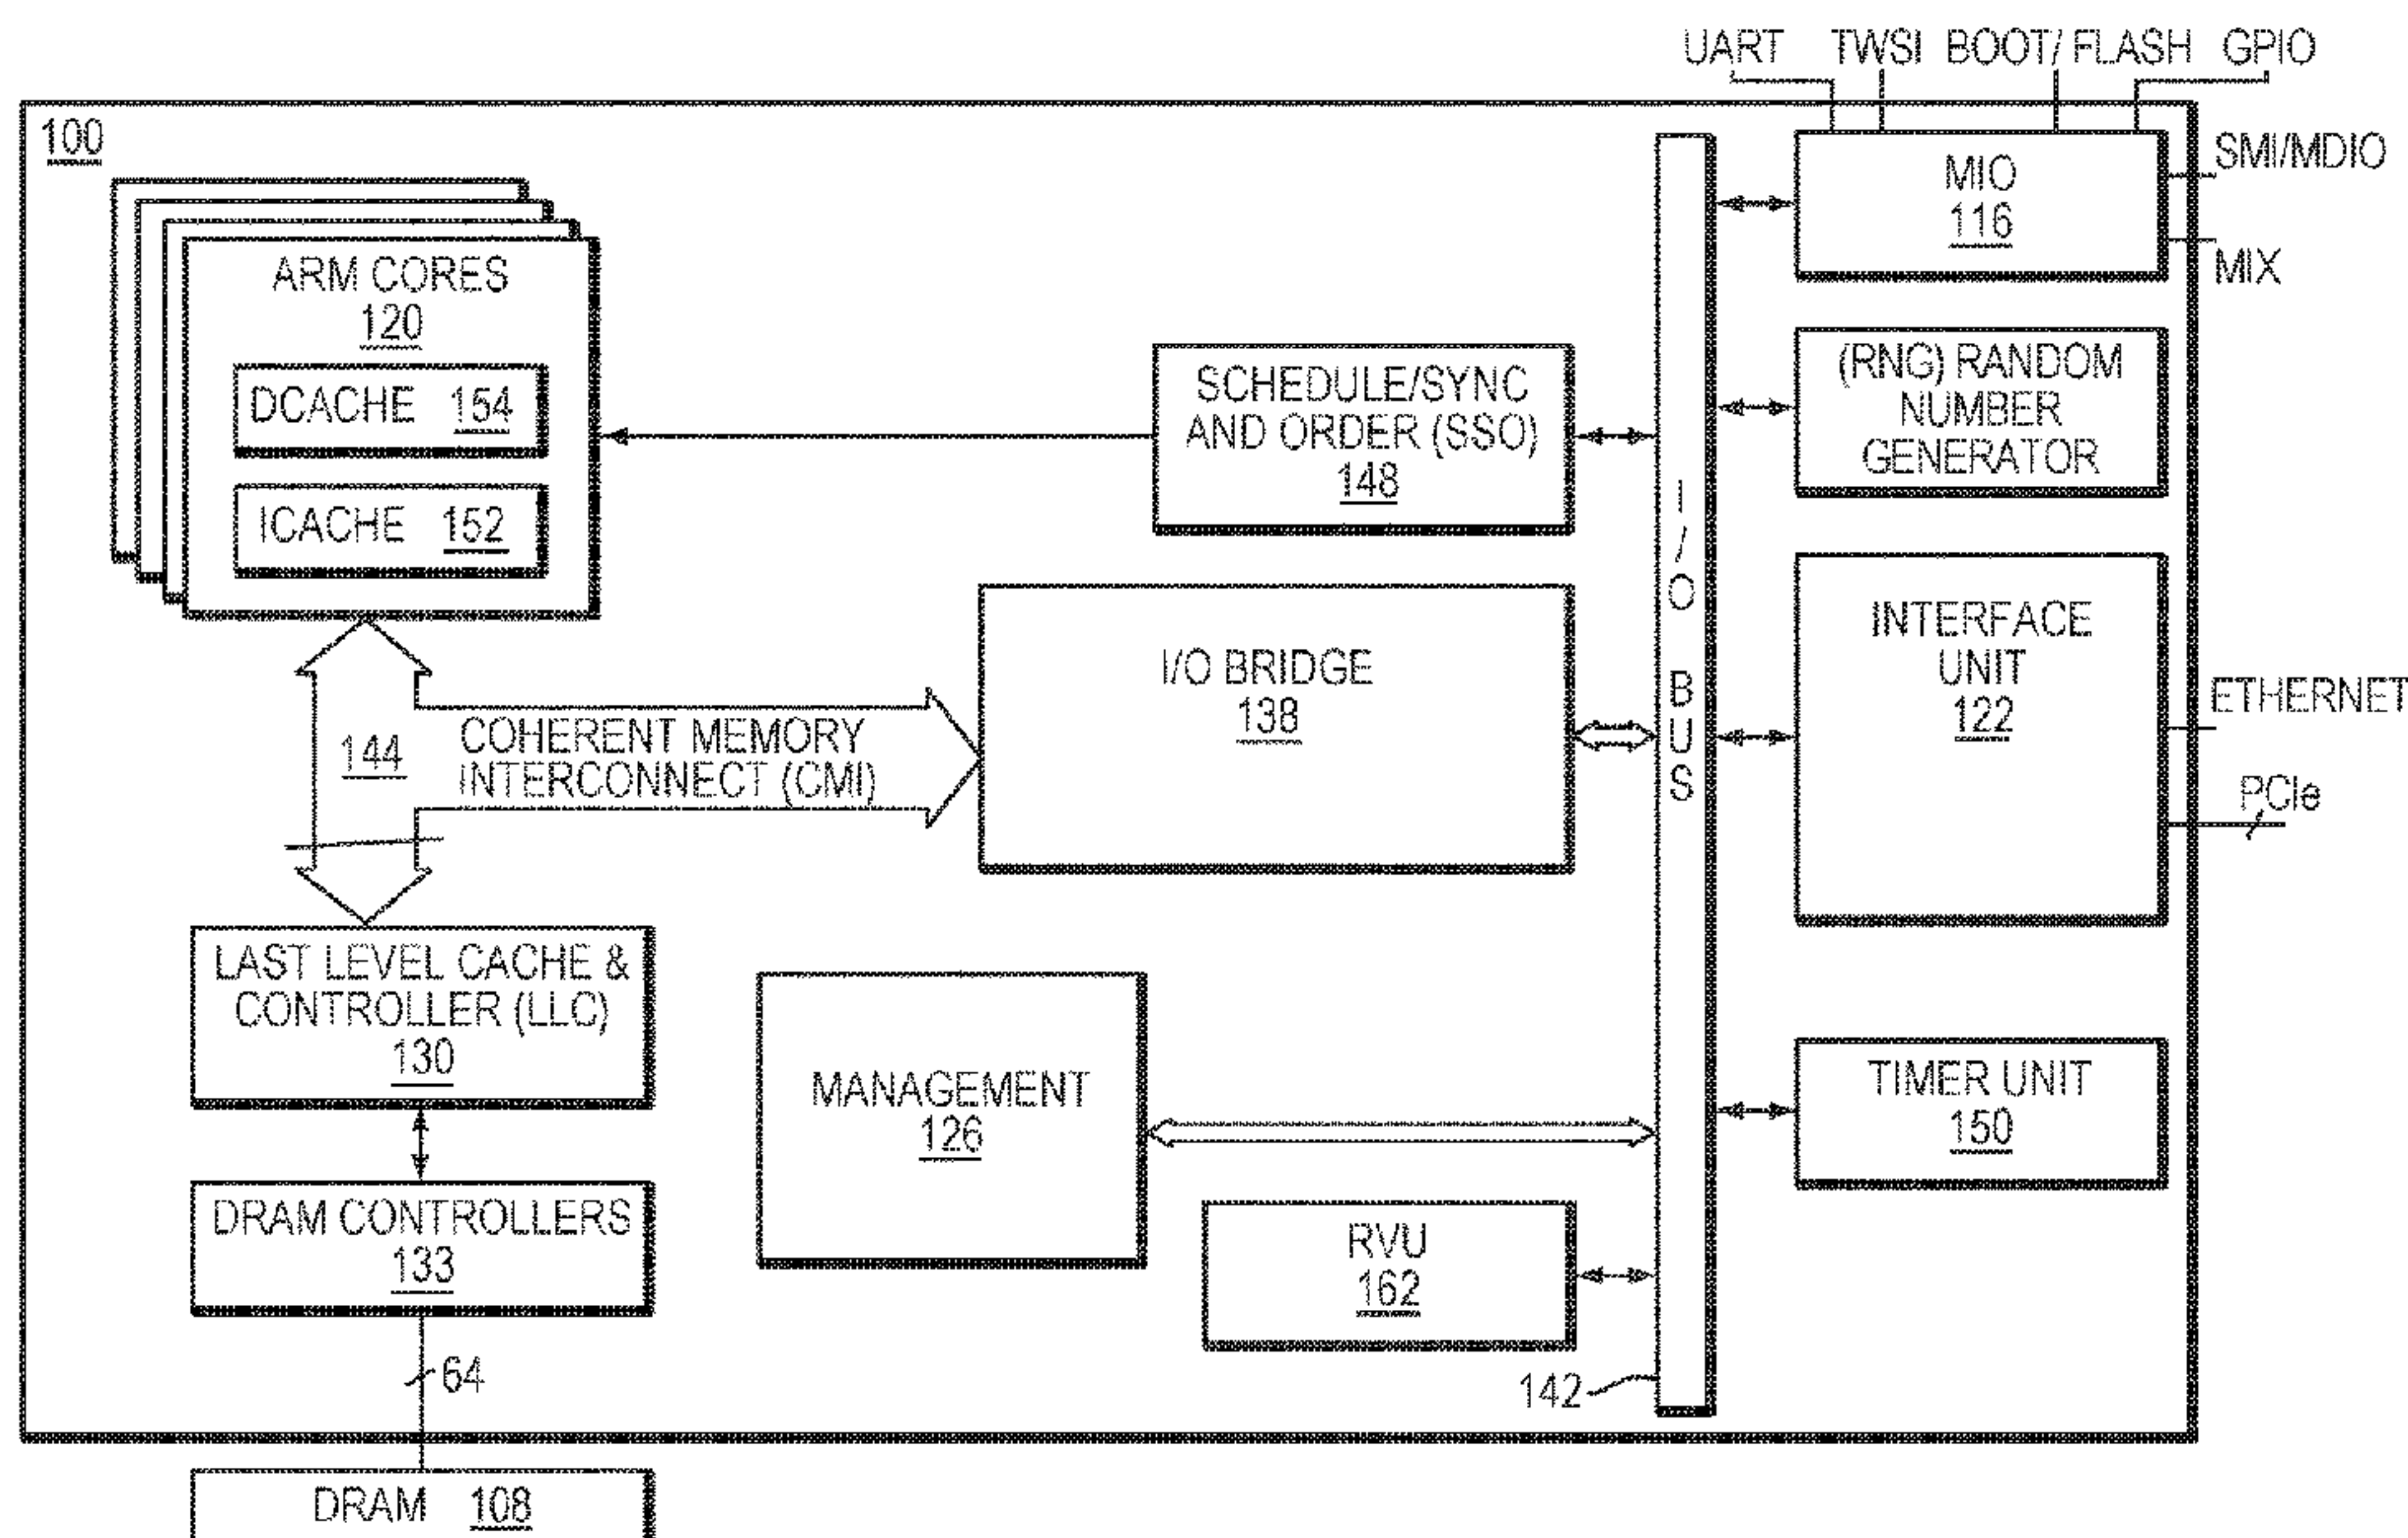 UART TWSI BOOT/ FLASH GPIO
100
SMI/MDIO
MIO
116
MIX
ARM CORES
120
DCACHE 154
ICACHE 152
SCHEDULE/SYNC
AND ORDER (SSO)
148
(RNG) RANDOM
NUMBER
GENERATOR
I/O BUS
I/O BRIDGE
138
INTERFACE
UNIT
122
ETHERNET
PCIe
144
COHERENT MEMORY
INTERCONNECT (CMI)
LAST LEVEL CACHE &
CONTROLLER (LLC)
130
MANAGEMENT
126
TIMER UNIT
150
DRAM CONTROLLERS
133
RVU
162
64
142
DRAM 108